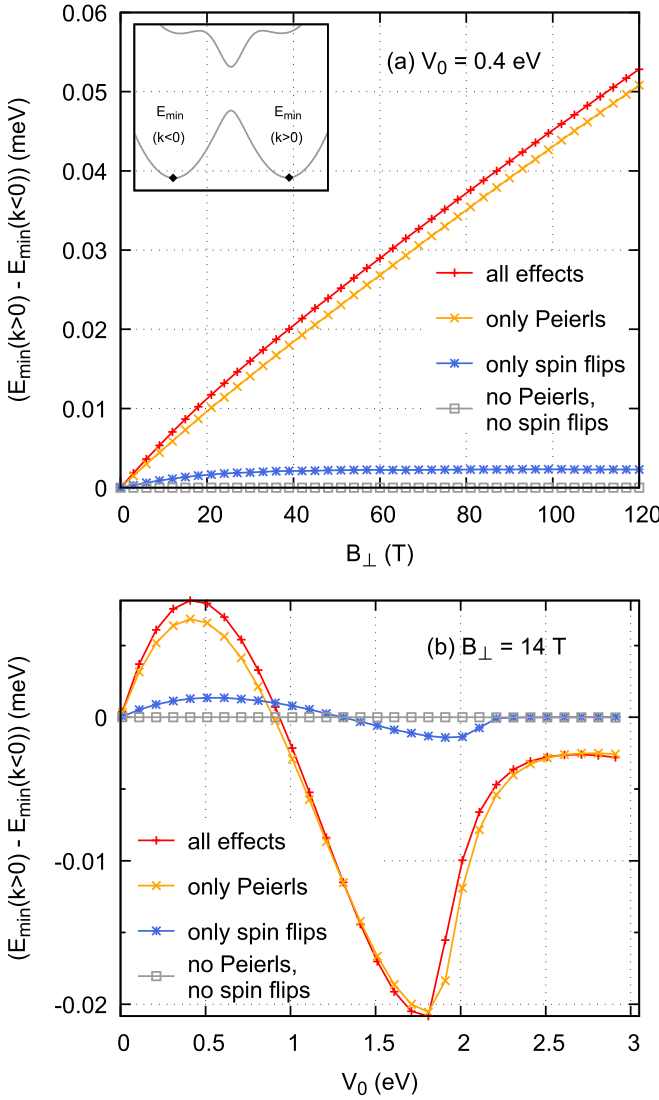 0.06
0.05
0.04
0.03
0.02
0.01
0
(E_min(k>0) - E_min(k<0)) (meV)
(a) V_0 = 0.4 eV
E_min
(k<0)
E_min
(k>0)
all effects
only Peierls
only spin flips
no Peierls,
no spin flips
0 20 40 60 80 100 120
B_⊥ (T)
(b) B_⊥ = 14 T
0
-0.01
-0.02
(E_min(k>0) - E_min(k<0)) (meV)
all effects
only Peierls
only spin flips
no Peierls,
no spin flips
0 0.5 1 1.5 2 2.5 3
V_0 (eV)